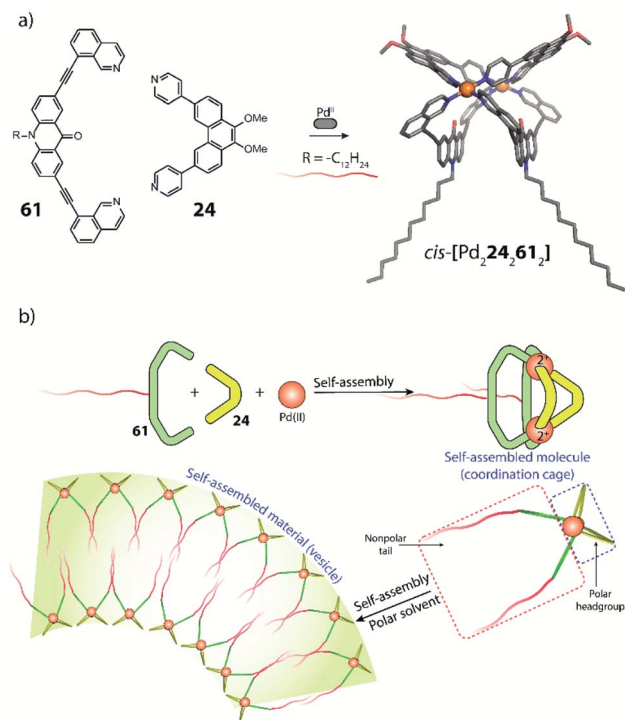 a)
N
R-N
O
N
61
N
OMe
OMe
N
24
Pd^II
R = -C₁₂H₂₄
cis-[Pd₂24₂61₂]
b)
61
+
24
+
Pd(II)
Self-assembly
2+
2+
Self-assembled molecule
(coordination cage)
Self-assembled material
(vesicle)
Nonpolar
tail
Polar
headgroup
Self-assembly
Polar solvent